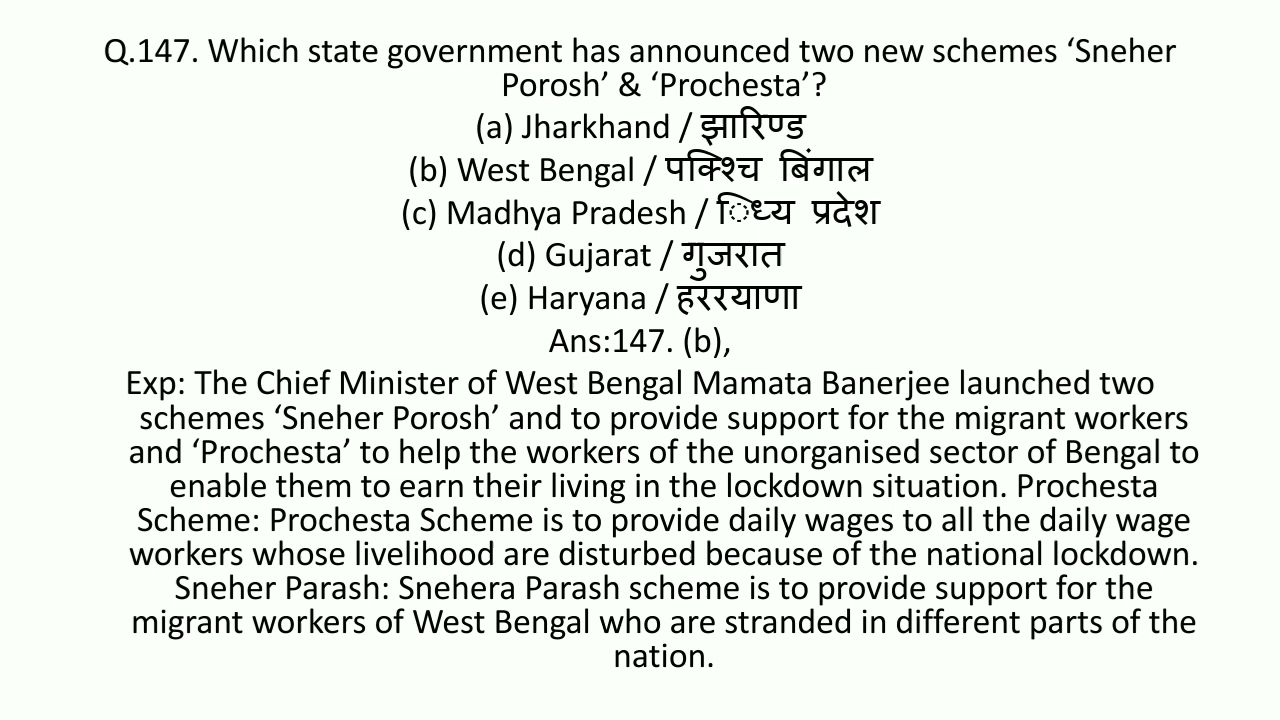 Q.147. Which state government has announced two new schemes ‘Sneher
Porosh’ & ‘Prochesta’?
(a) Jharkhand / झारिण्ड
(b) West Bengal / पक्श्चि बिंगाल
(c) Madhya Pradesh / िध्य प्रदेश
(d) Gujarat / गुजरात
(e) Haryana / हररयाणा
Ans:147. (b),
Exp: The Chief Minister of West Bengal Mamata Banerjee launched two
schemes ‘Sneher Porosh’ and to provide support for the migrant workers
and ‘Prochesta’ to help the workers of the unorganised sector of Bengal to
enable them to earn their living in the lockdown situation. Prochesta
Scheme: Prochesta Scheme is to provide daily wages to all the daily wage
workers whose livelihood are disturbed because of the national lockdown.
Sneher Parash: Snehera Parash scheme is to provide support for the
migrant workers of West Bengal who are stranded in different parts of the
nation.